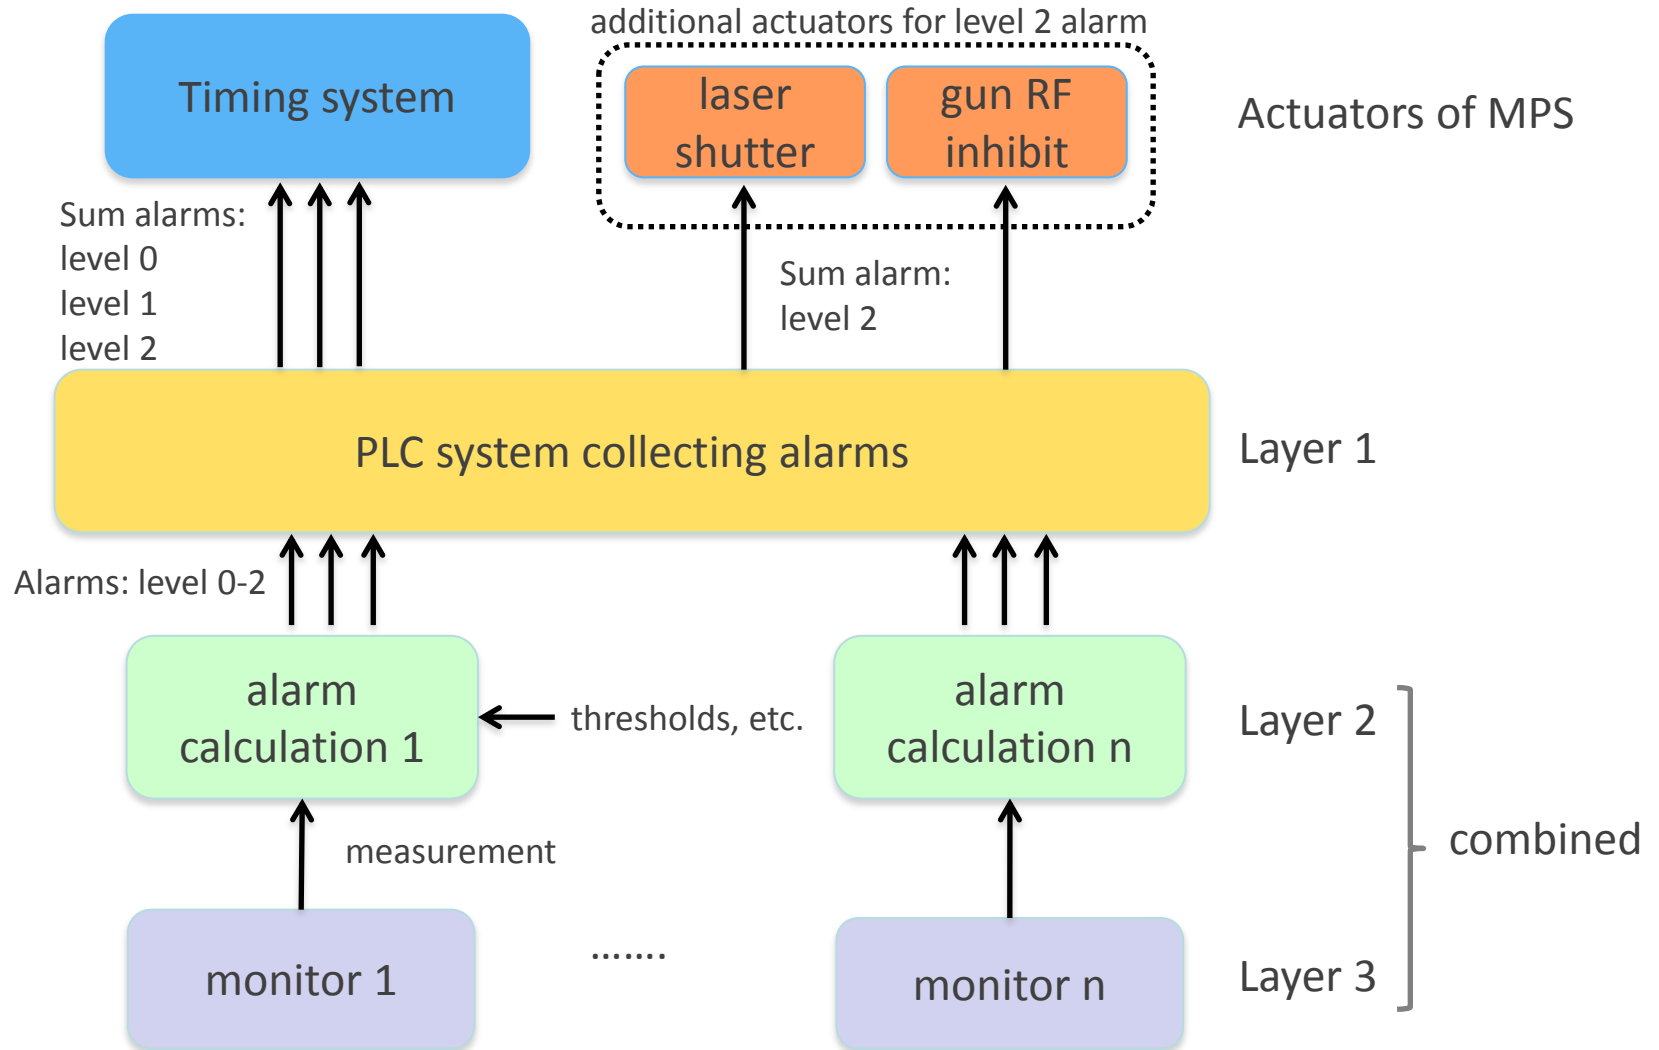 additional actuators for level 2 alarm
Timing system
laser
shutter
gun RF
inhibit
Actuators of MPS
Sum alarms:
level 0
level 1
level 2
Sum alarm:
level 2
PLC system collecting alarms
Layer 1
Alarms: level 0-2
alarm
calculation 1
thresholds, etc.
alarm
calculation n
Layer 2
measurement
combined
monitor 1
.......
monitor n
Layer 3